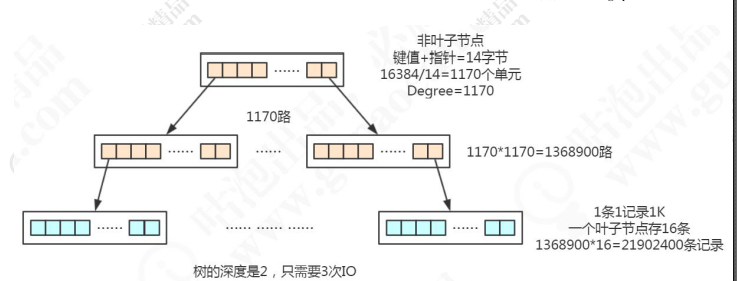 非叶子节点
键值+指针=14字节
16384/14=1170个单元
Degree=1170
······
1170路
······
······
······
1170*1170=1368900路
1条1记录1K
一个叶子节点存16条
1368900*16=21902400条记录
······
······ ······
······
树的深度是2，只需要3次IO